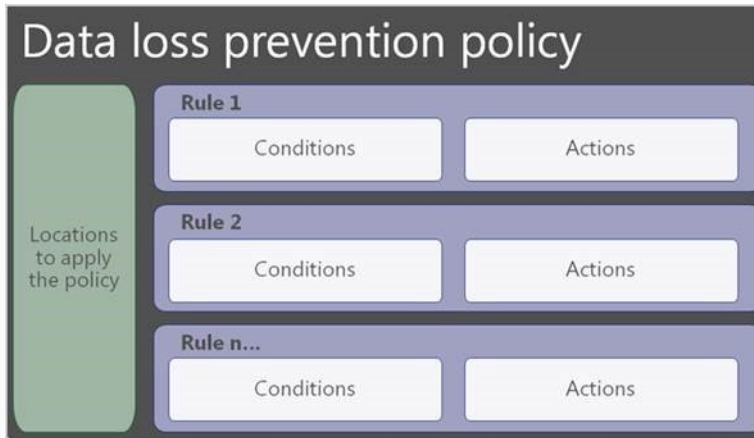 Data loss prevention policy
Locations
to apply
the policy
Rule 1
Conditions
Actions
Rule 2
Conditions
Actions
Rule n...
Conditions
Actions